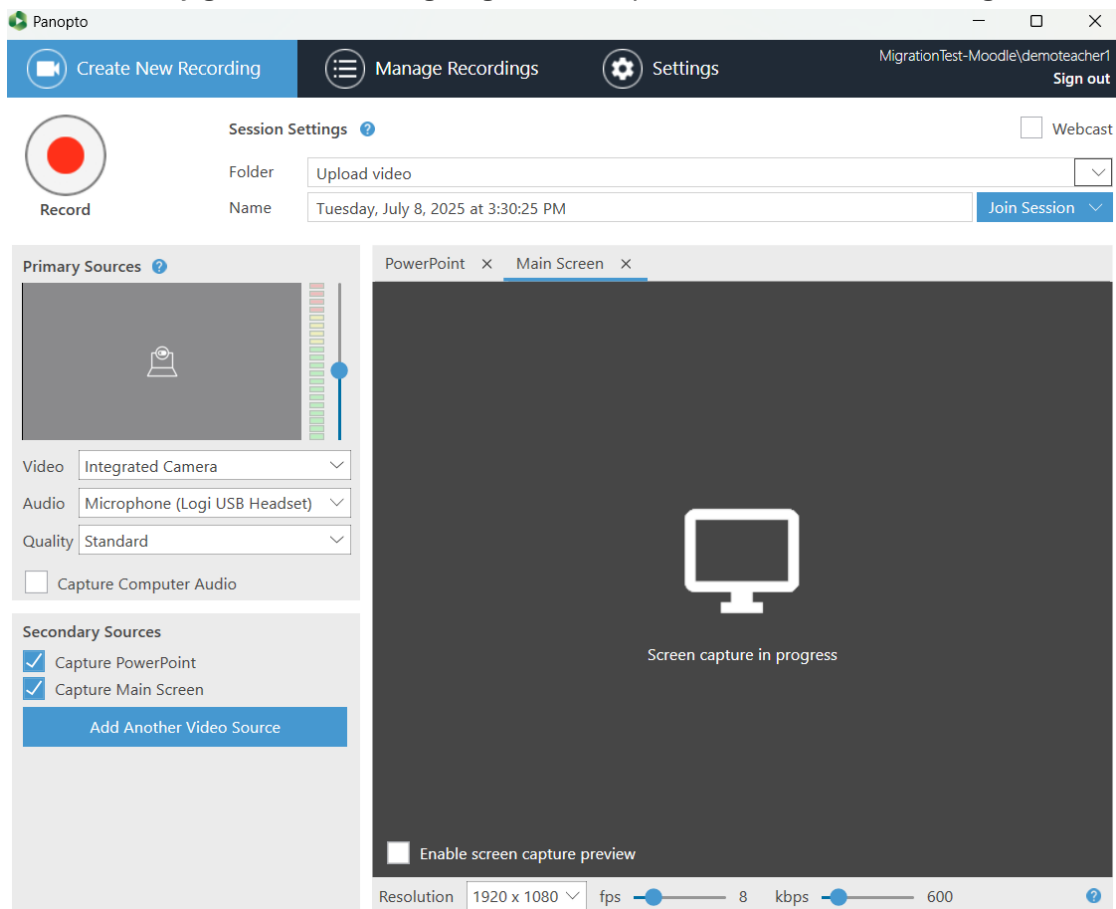 Panopto
Create New Recording
Manage Recordings
Settings
MigrationTest-Moodle\demoteacher1
Sign out
Record
Session Settings ?
Webcast
Folder Upload video
Name Tuesday, July 8, 2025 at 3:30:25 PM
Join Session
Primary Sources ?
Video Integrated Camera
Audio Microphone (Logi USB Headset)
Quality Standard
Capture Computer Audio
Secondary Sources
Capture PowerPoint
Capture Main Screen
Add Another Video Source
PowerPoint × Main Screen ×
Screen capture in progress
Enable screen capture preview
Resolution 1920 x 1080 fps 8 kbps 600 ?